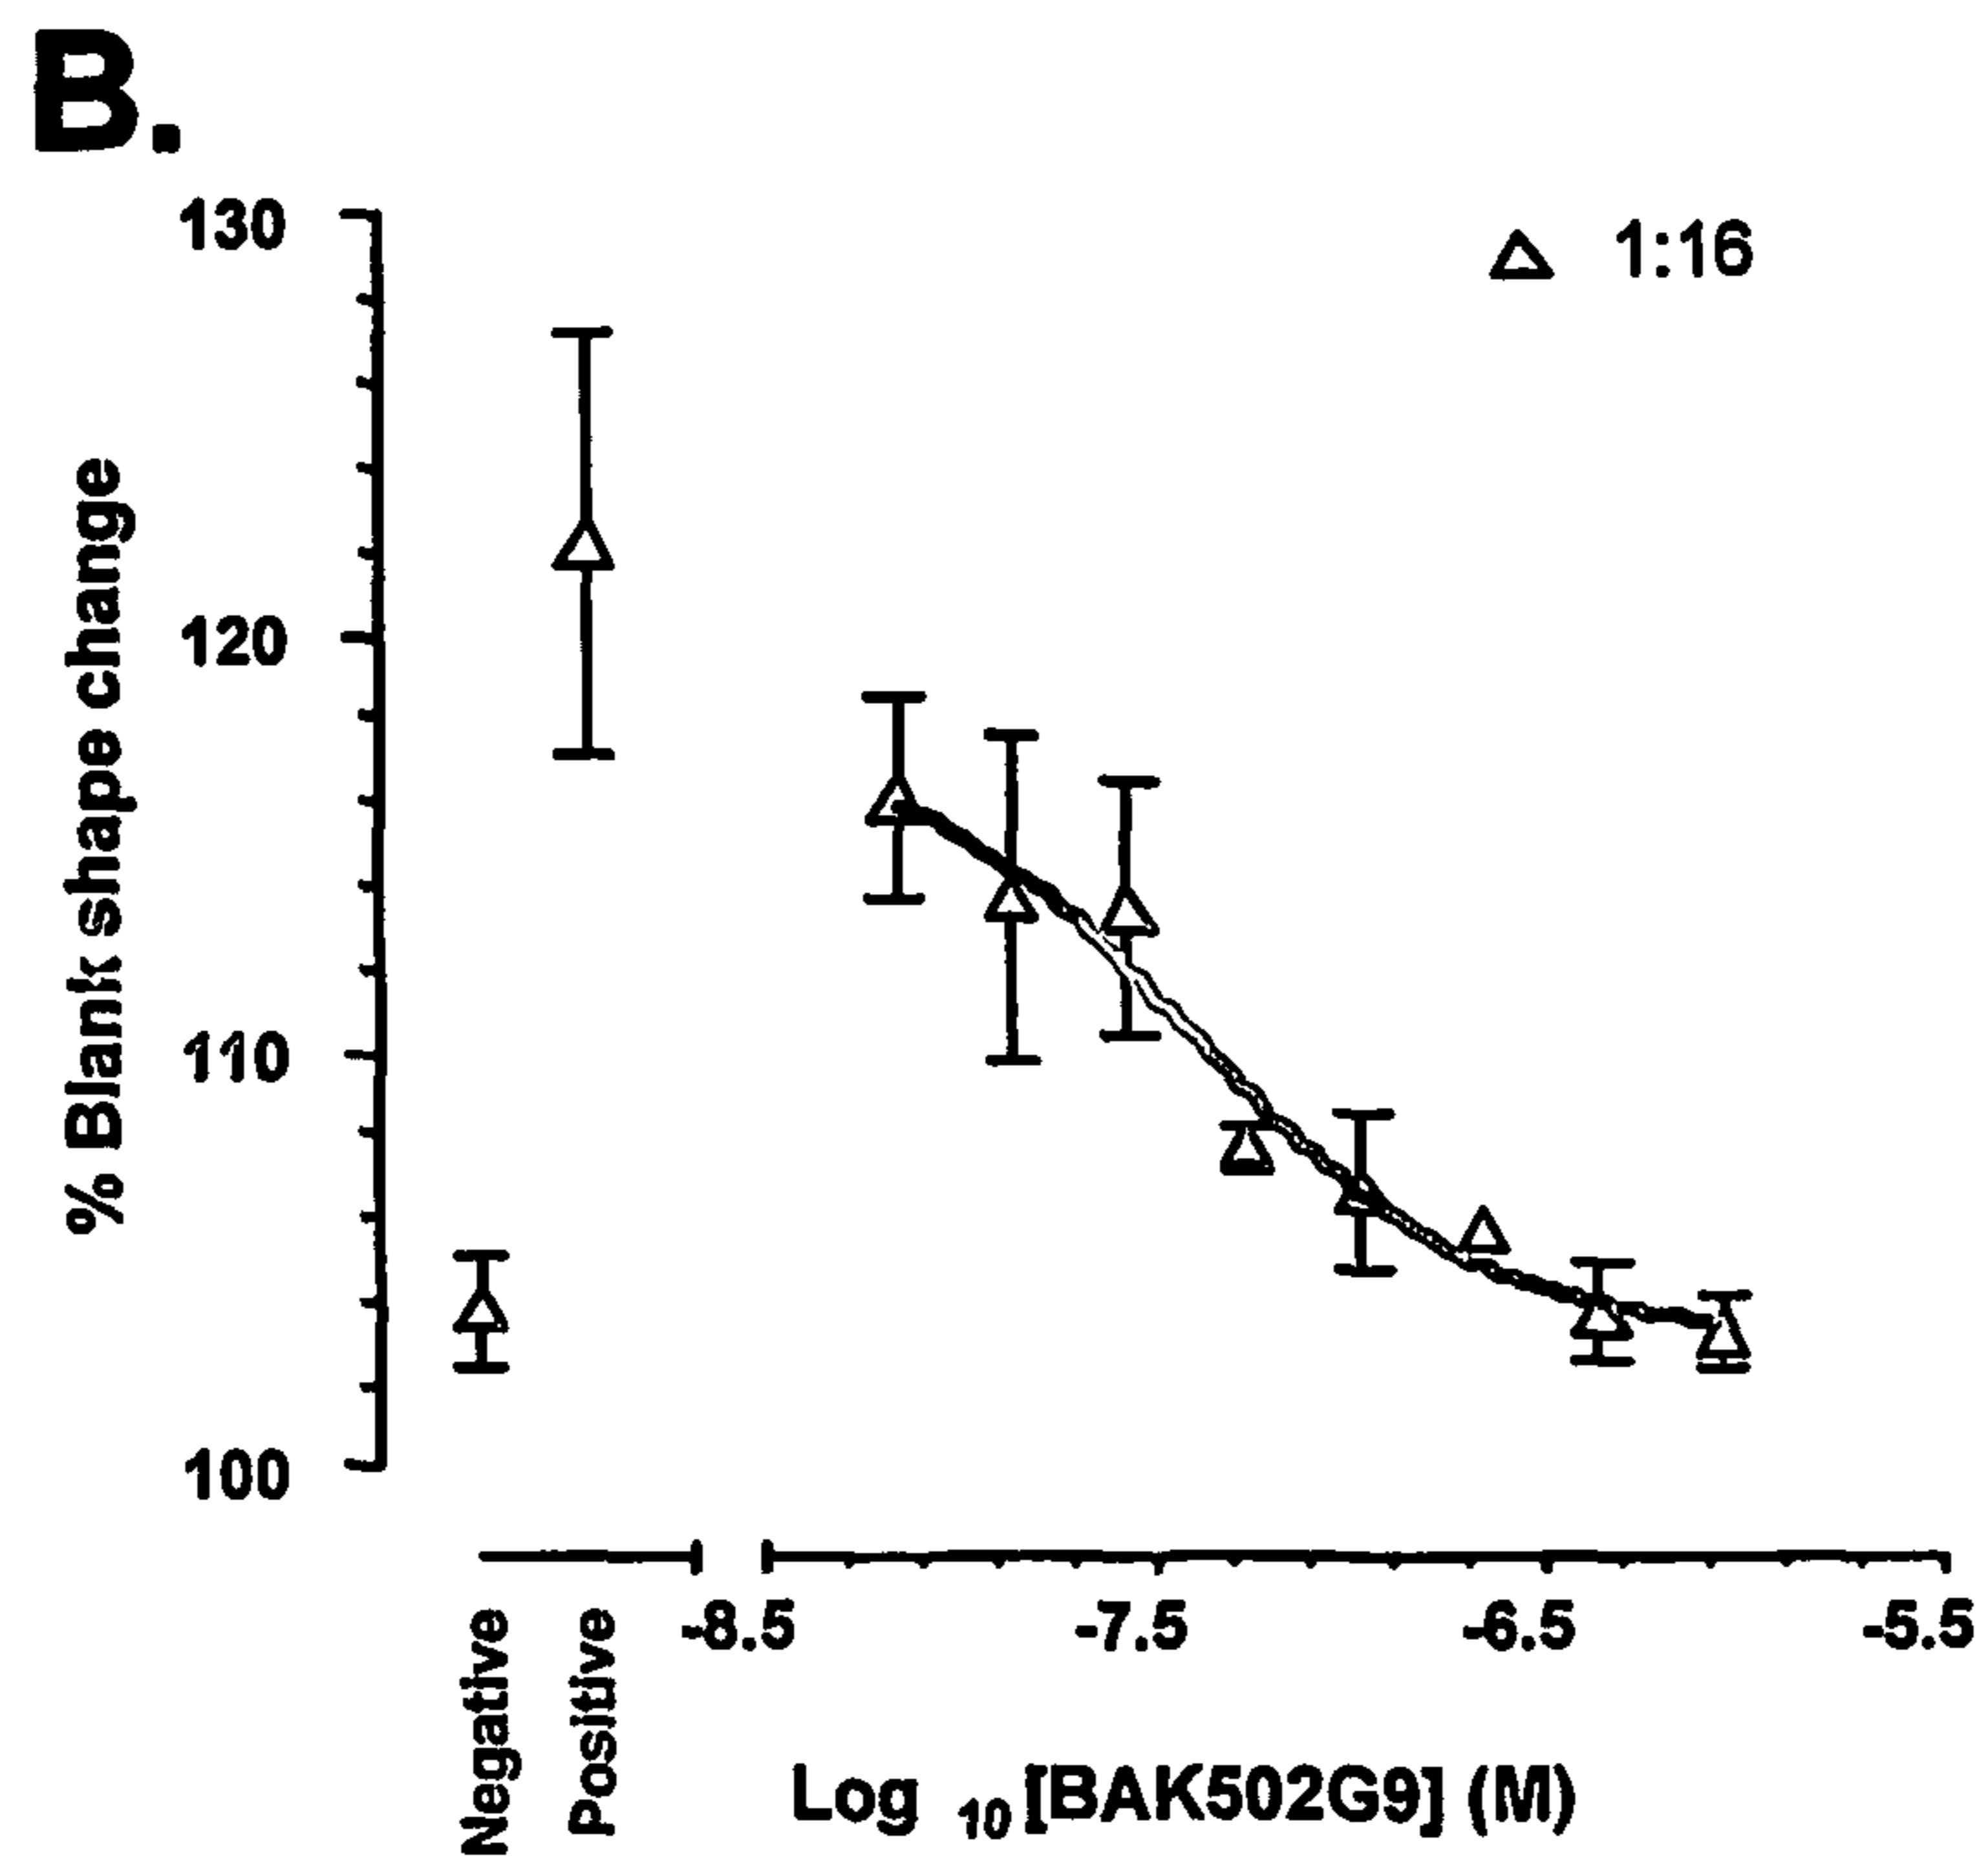 B.
130
120
110
100
% Blank shape change
1:16
-8.5
-7.5
-6.5
-5.5
Negative
Positive
Log 10 [BAK502G9] (M)